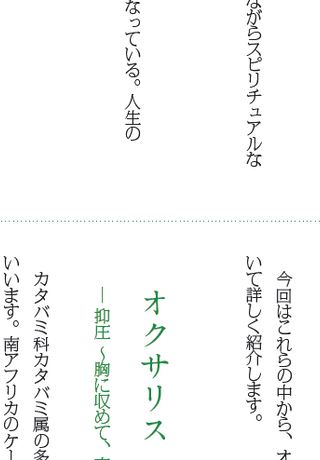 ながらスピリチュアルな
なっている。人生の
今回はこれらの中から、オ
いて詳しく紹介します。
オクサリス
― 抑圧 ～胸に収めて、
カタバミ科カタバミ属の多
いいます。南アフリカのケー